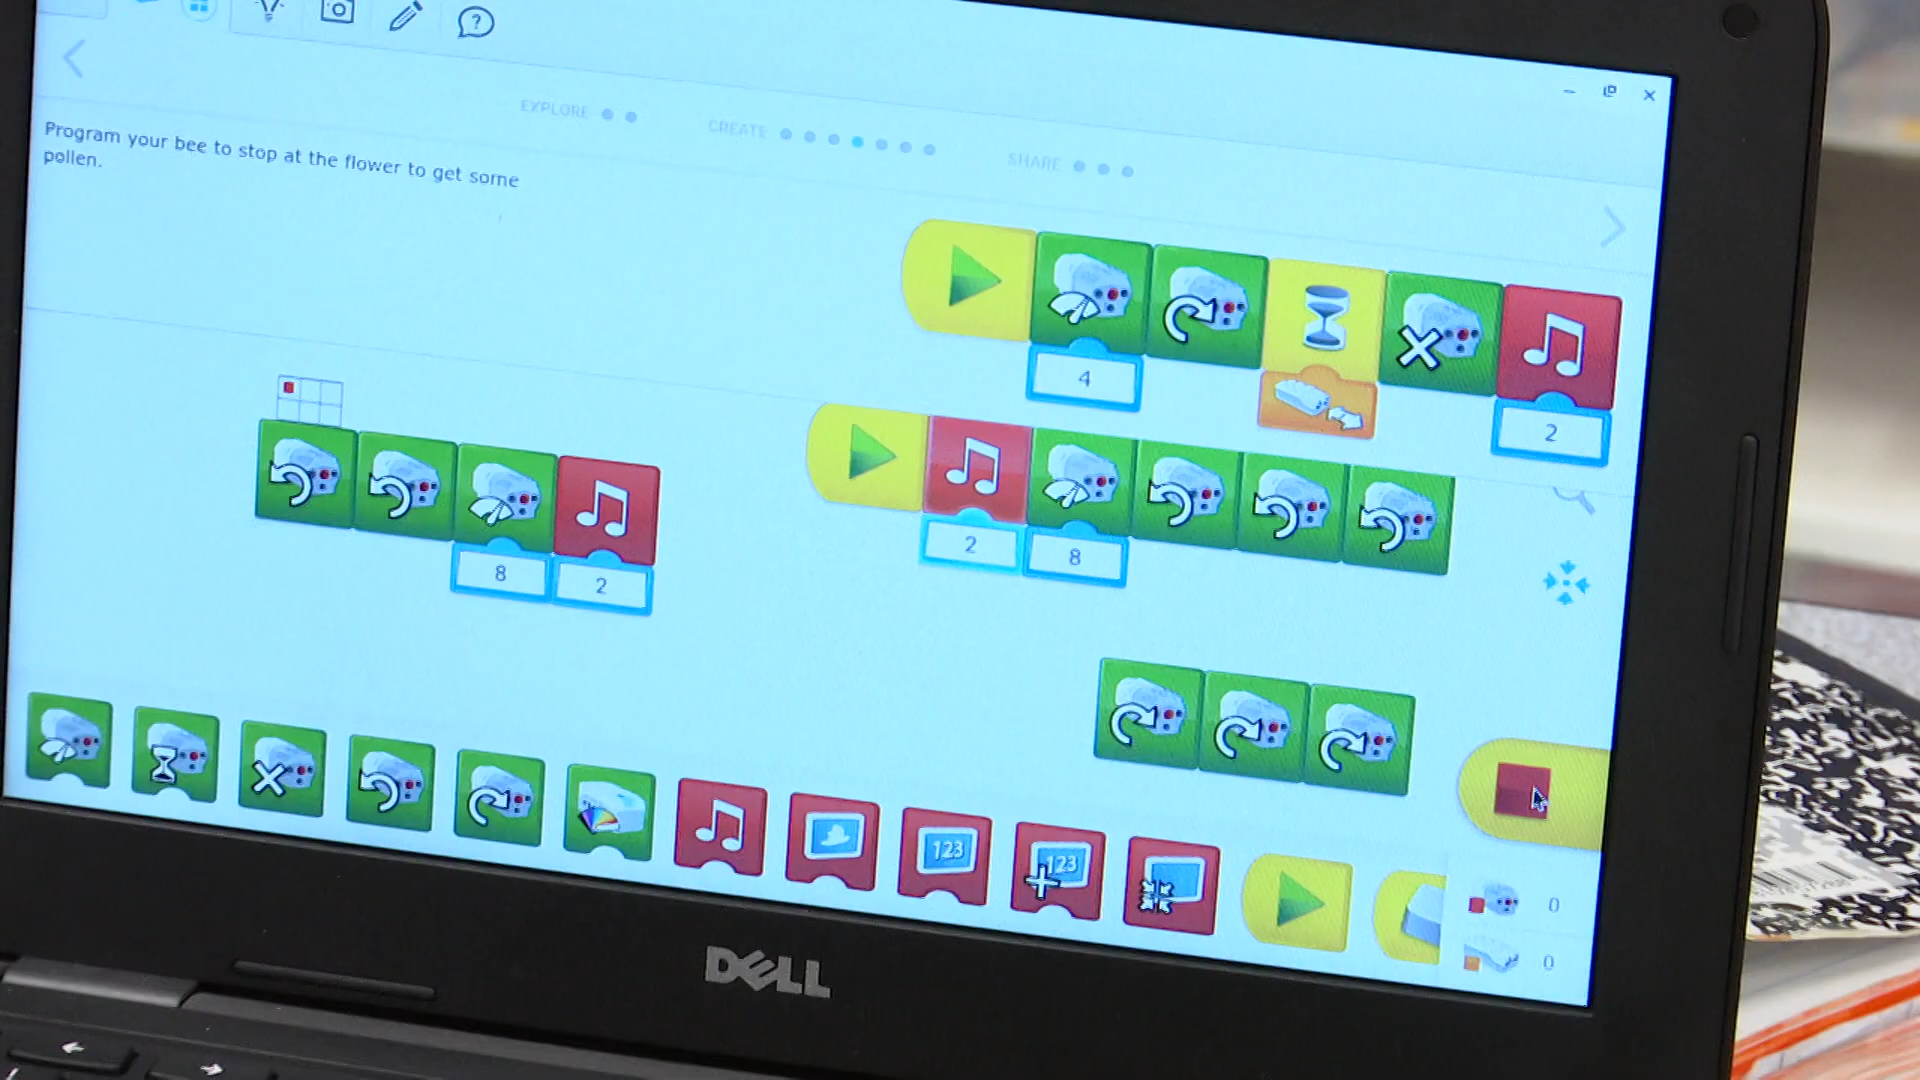 EXPLORE
CREATE
SHARE
Program your bee to stop at the flower to get some
pollen.
4
2
2
8
8
2
123
123
0
0
DELL